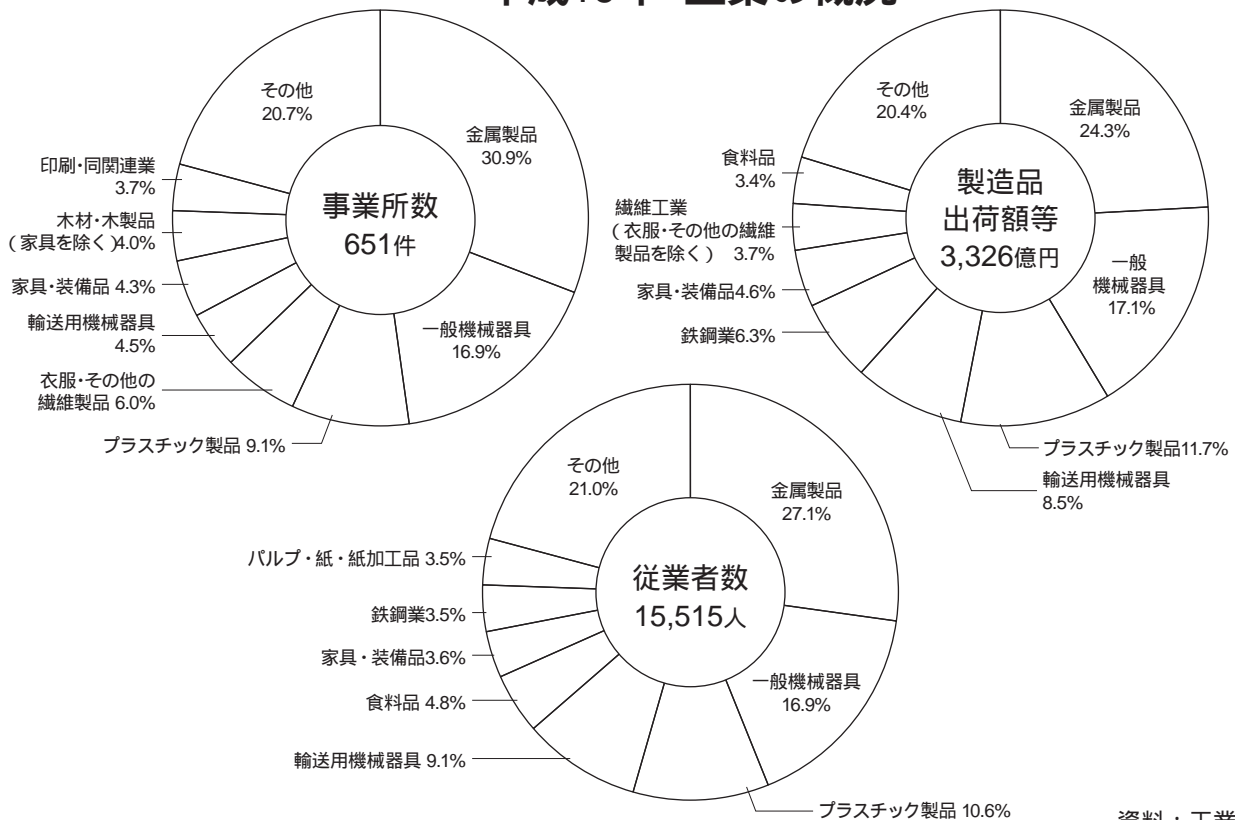 その他
20.7%
金属製品
30.9%
印刷・同関連業
3.7%
木材・木製品
(家具を除く)4.0%
家具・装備品 4.3%
輸送用機械器具
4.5%
衣服・その他の
繊維製品 6.0%
プラスチック製品 9.1%
一般機械器具
16.9%
事業所数
651件
その他
20.4%
金属製品
24.3%
食料品
3.4%
繊維工業
(衣服・その他の繊維
製品を除く) 3.7%
家具・装備品4.6%
鉄鋼業6.3%
一般
機械器具
17.1%
プラスチック製品11.7%
輸送用機械器具
8.5%
製造品
出荷額等
3,326億円
その他
21.0%
金属製品
27.1%
パルプ・紙・紙加工品 3.5%
鉄鋼業3.5%
家具・装備品3.6%
食料品 4.8%
輸送用機械器具 9.1%
一般機械器具
16.9%
プラスチック製品 10.6%
従業者数
15,515人
資料:工業